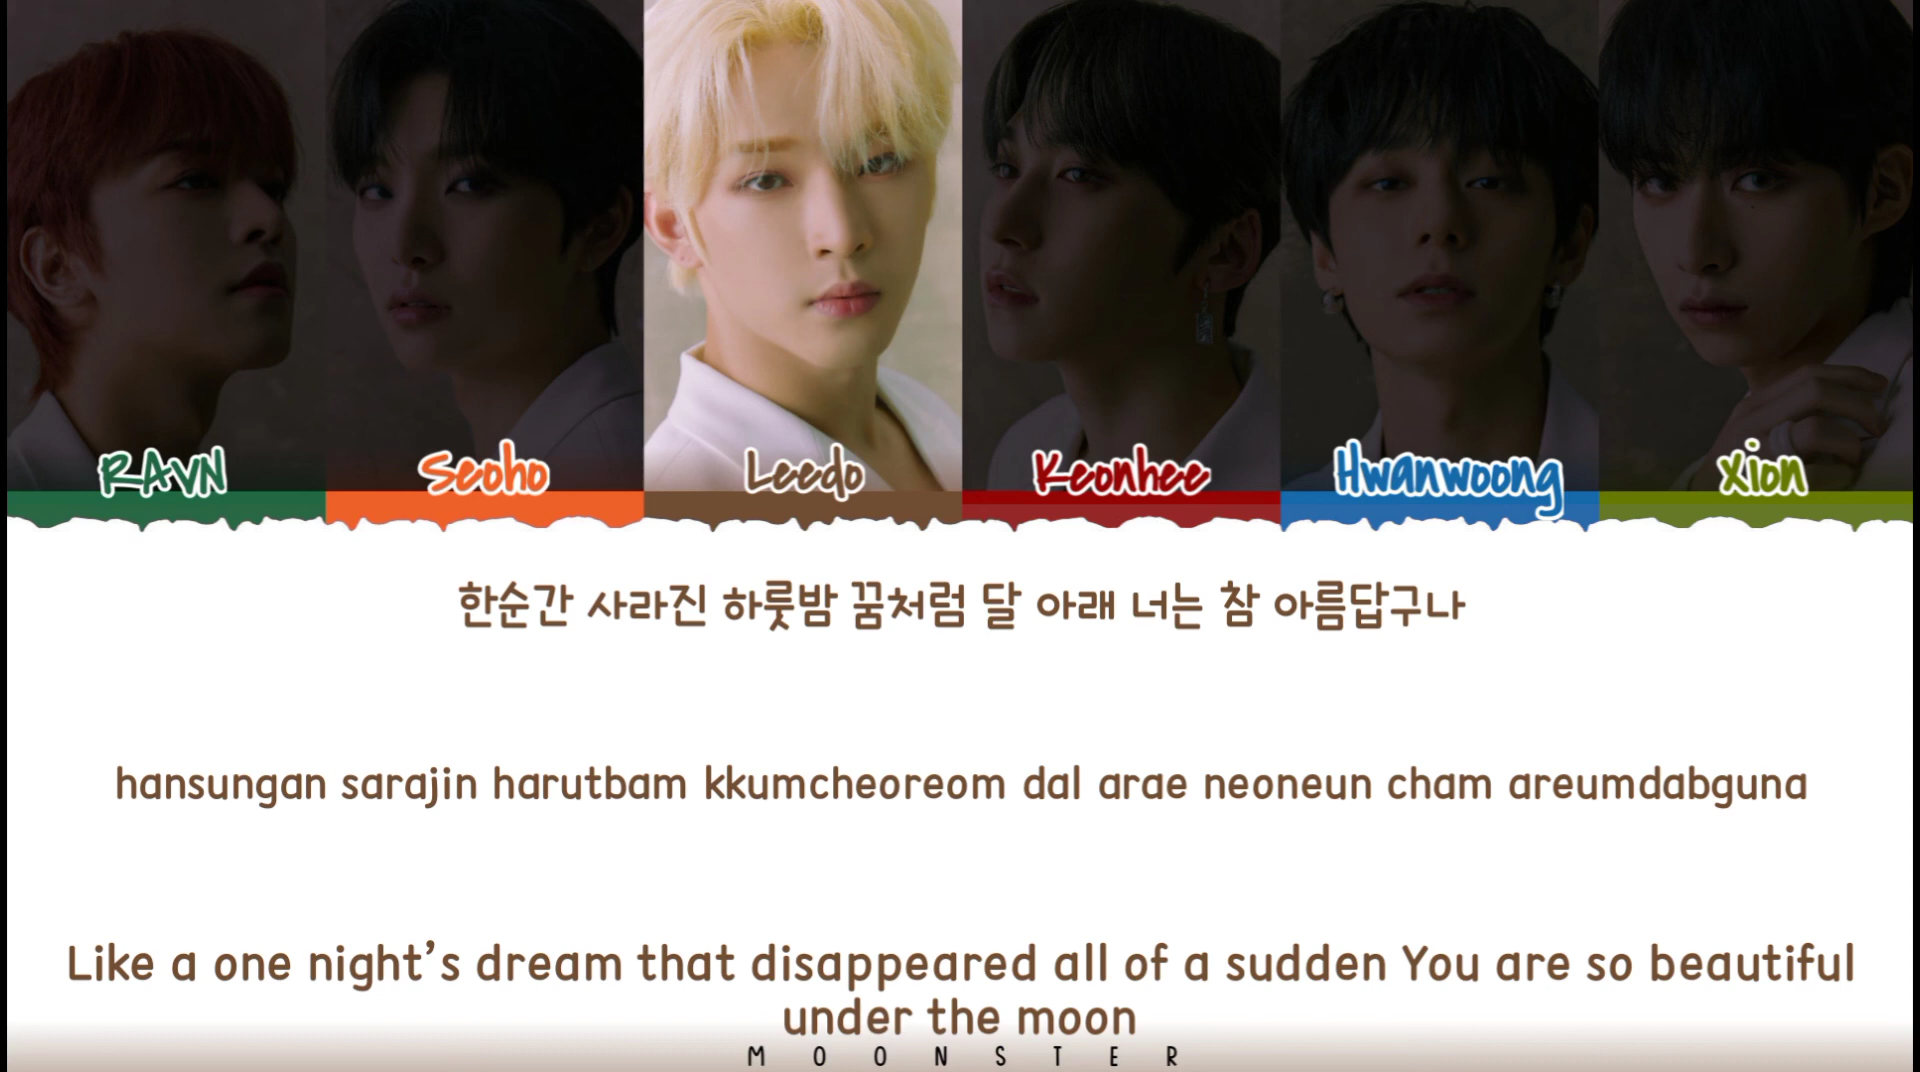 RAVN Seoho Leedo Keonhee Hwanwoong Xion
한순간 사라진 하룻밤 꿈처럼 달 아래 너는 참 아름답구나
hansungan sarajin harutbam kkumcheoreom dal arae neoneun cham areumdabguna
Like a one night’s dream that disappeared all of a sudden You are so beautiful
under the moon
MOONSTER